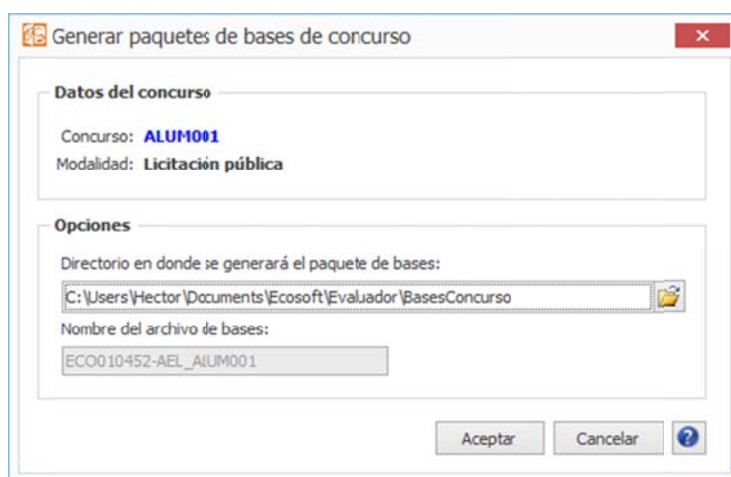 Generar paquetes de bases de concurso
Datos del concurso
Concurso: ALUM001
Modalidad: Licitación pública
Opciones
Directorio en donde se generará el paquete de bases:
C:\Users\Hector\Documents\Ecosoft\Evaluador\BasesConcurso
Nombre del archivo de bases:
ECO010452-AEL_AlUM001
Aceptar Cancelar